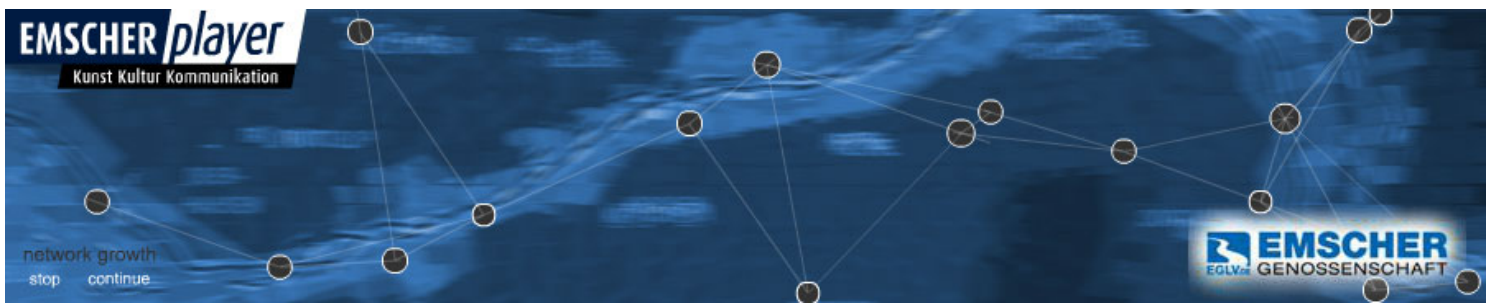 EMSCHER player
Kunst Kultur Kommunikation
network growth
stop continue
EGLV.de
EMSCHER
GENOSSENSCHAFT